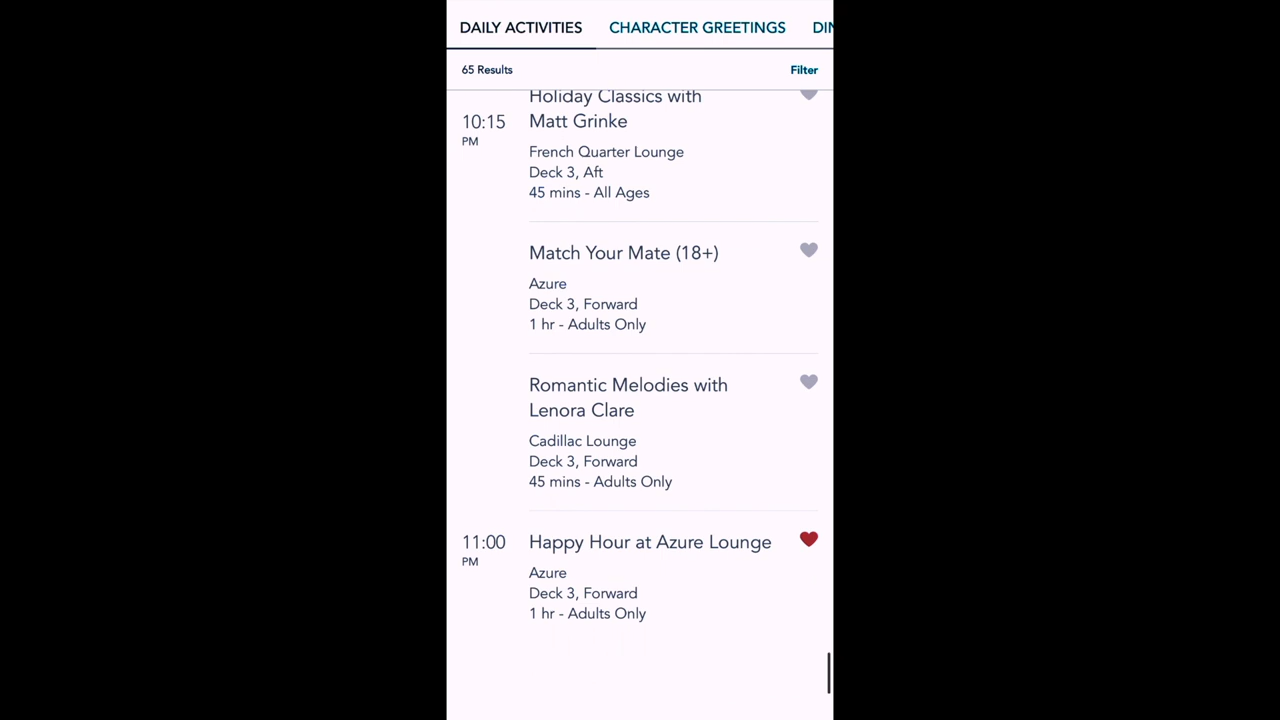 DAILY ACTIVITIES
CHARACTER GREETINGS
DIN
65 Results
Filter
10:15
PM
Holiday Classics with
Matt Grinke
French Quarter Lounge
Deck 3, Aft
45 mins - All Ages
Match Your Mate (18+)
Azure
Deck 3, Forward
1 hr - Adults Only
Romantic Melodies with
Lenora Clare
Cadillac Lounge
Deck 3, Forward
45 mins - Adults Only
11:00
PM
Happy Hour at Azure Lounge
Azure
Deck 3, Forward
1 hr - Adults Only